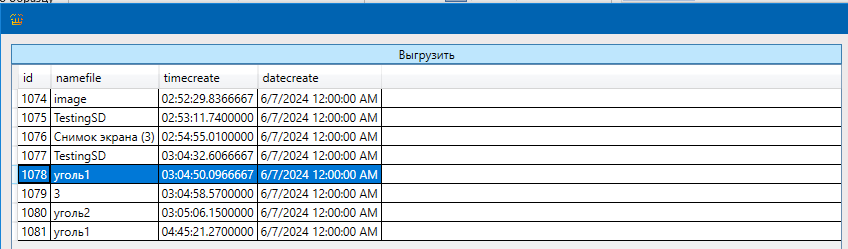 Выгрузить
id namefile timecreate datecreate
1074 image 02:52:29.8366667 6/7/2024 12:00:00 AM
1075 TestingSD 02:53:11.7400000 6/7/2024 12:00:00 AM
1076 Снимок экрана (3) 02:54:55.0100000 6/7/2024 12:00:00 AM
1077 TestingSD 03:04:32.6066667 6/7/2024 12:00:00 AM
1078 уголь1 03:04:50.0966667 6/7/2024 12:00:00 AM
1079 3 03:04:58.5700000 6/7/2024 12:00:00 AM
1080 уголь2 03:05:06.1500000 6/7/2024 12:00:00 AM
1081 уголь1 04:45:21.2700000 6/7/2024 12:00:00 AM